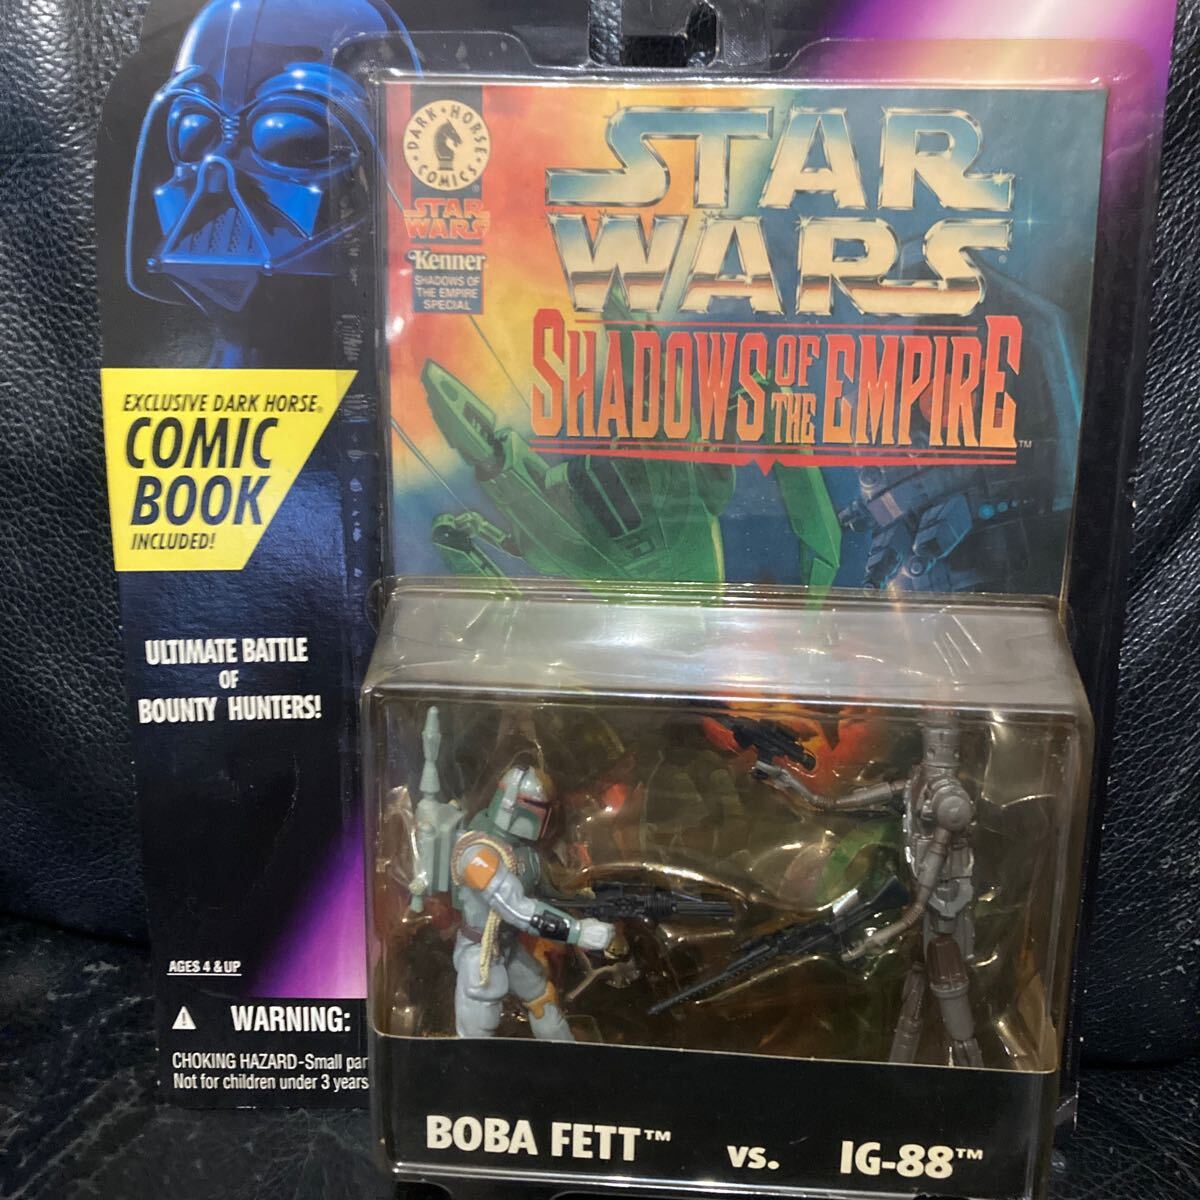 DARK HORSE COMICS®
STAR
WARS
Kenner
SHADOWS OF
THE EMPIRE
SPECIAL
STAR
WARS®
SHADOWS OF THE EMPIRE™
EXCLUSIVE DARK HORSE®
COMIC
BOOK
INCLUDED!
ULTIMATE BATTLE
OF
BOUNTY HUNTERS!
AGES 4 & UP
WARNING:
CHOKING HAZARD-Small par
Not for children under 3 years
BOBA FETT™ vs. IG-88™